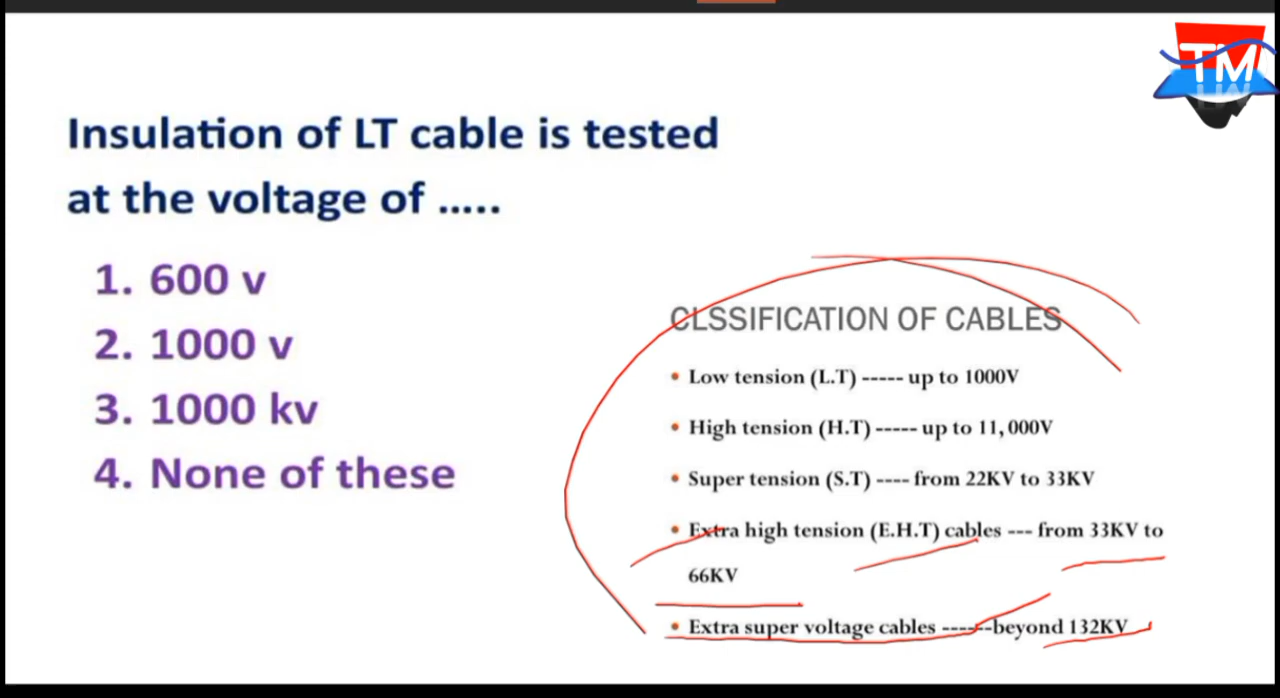 TM
Insulation of LT cable is tested
at the voltage of .....
1. 600 v
2. 1000 v
3. 1000 kv
4. None of these
CLSSIFICATION OF CABLES
• Low tension (L.T) ----- up to 1000V
• High tension (H.T) ----- up to 11, 000V
• Super tension (S.T) ---- from 22KV to 33KV
• Extra high tension (E.H.T) cables --- from 33KV to
66KV
• Extra super voltage cables ------beyond 132KV